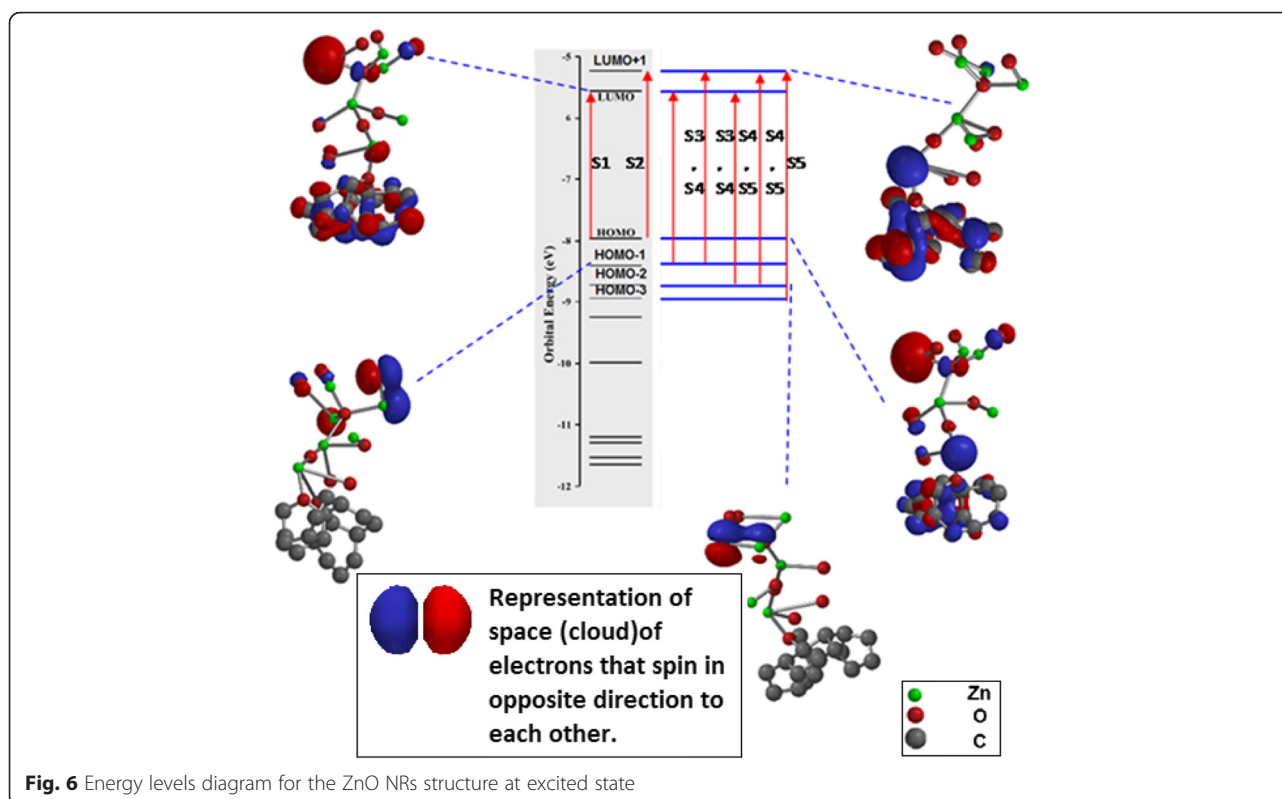 -5
LUMO+1
LUMO
6
S1 S2
S3 , S4
S3 , S4
S4 , S5
S4 , S5
S5
-7
HOMO
-8
HOMO-1
HOMO-2
HOMO-3
-9
Orbital Energy (eV)
-10
-11
-12
Representation of
space (cloud)of
electrons that spin in
opposite direction to
each other.
Zn
O
C
Fig. 6 Energy levels diagram for the ZnO NRs structure at excited state